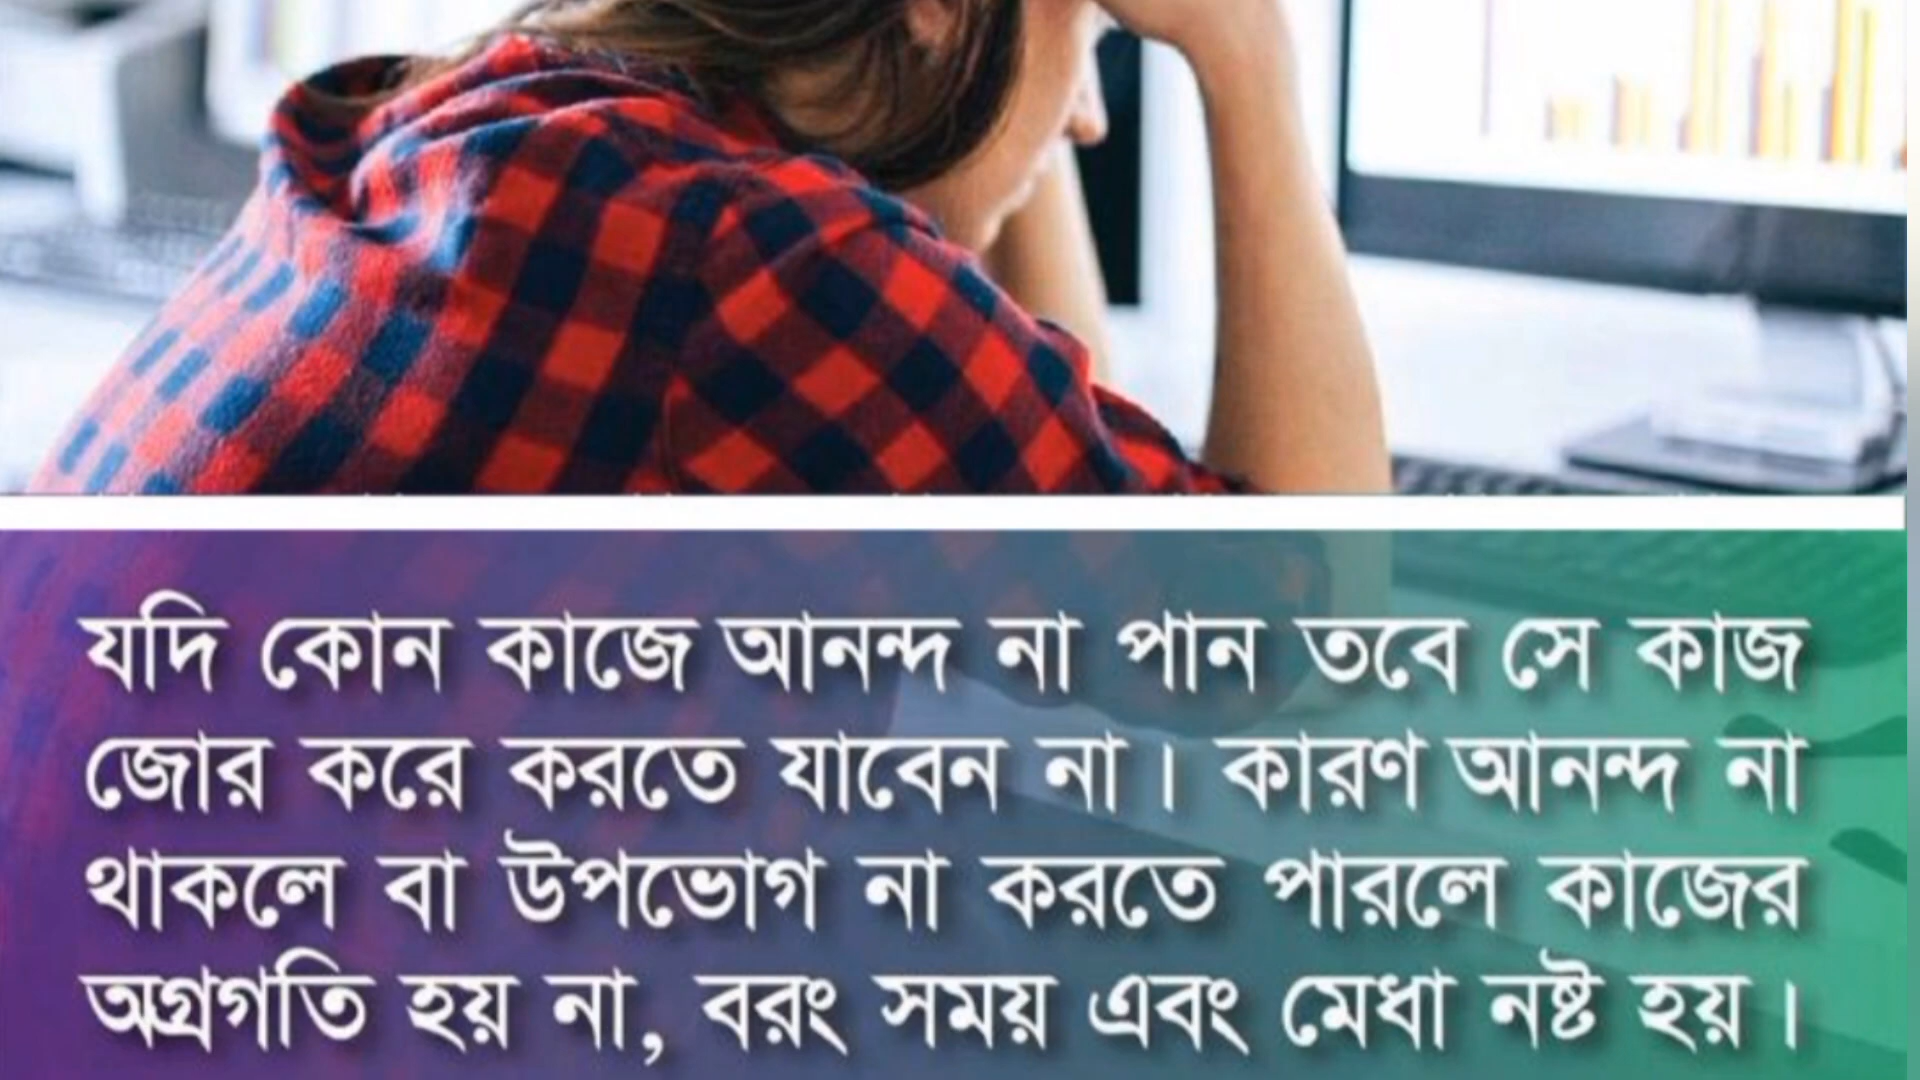 যদি কোন কাজে আনন্দ না পান তবে সে কাজ
জোর করে করতে যাবেন না। কারণ আনন্দ না
থাকলে বা উপভোগ না করতে পারলে কাজের
অগ্রগতি হয় না, বরং সময় এবং মেধা নষ্ট হয়।